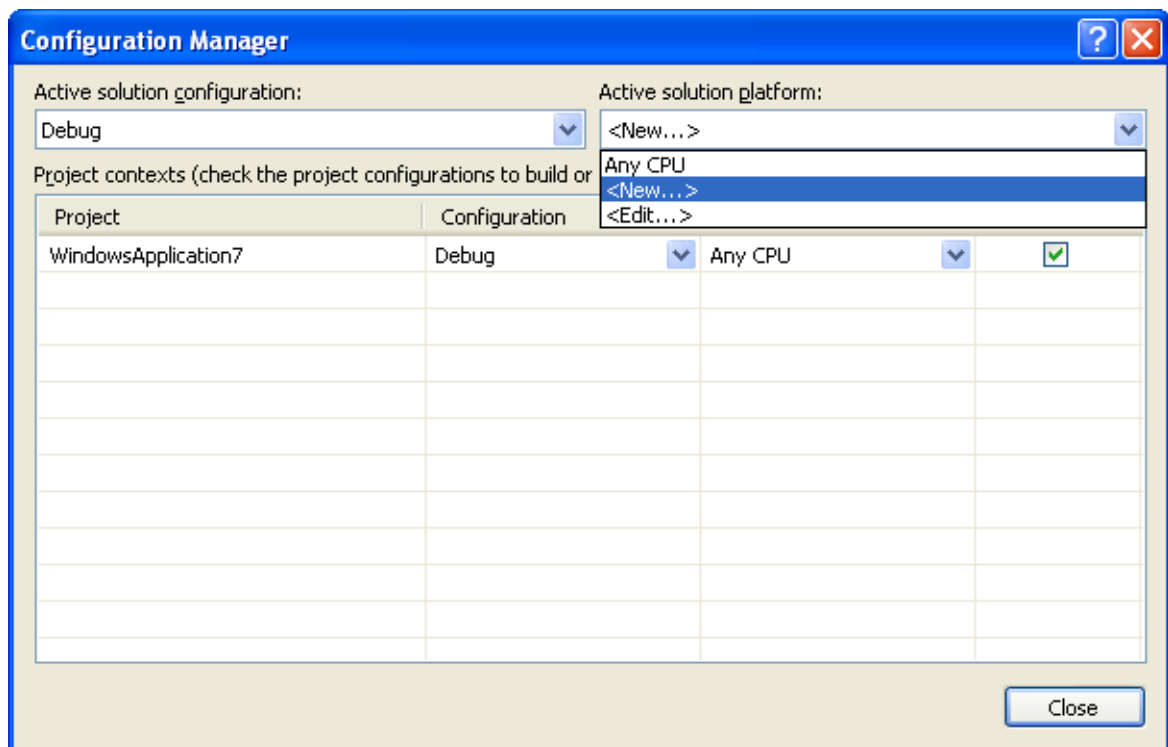 Configuration Manager
Active solution configuration: Active solution platform:
Debug <New...>
Any CPU
Project contexts (check the project configurations to build or
<New...>
Project Configuration <Edit...>
WindowsApplication7 Debug Any CPU
Close